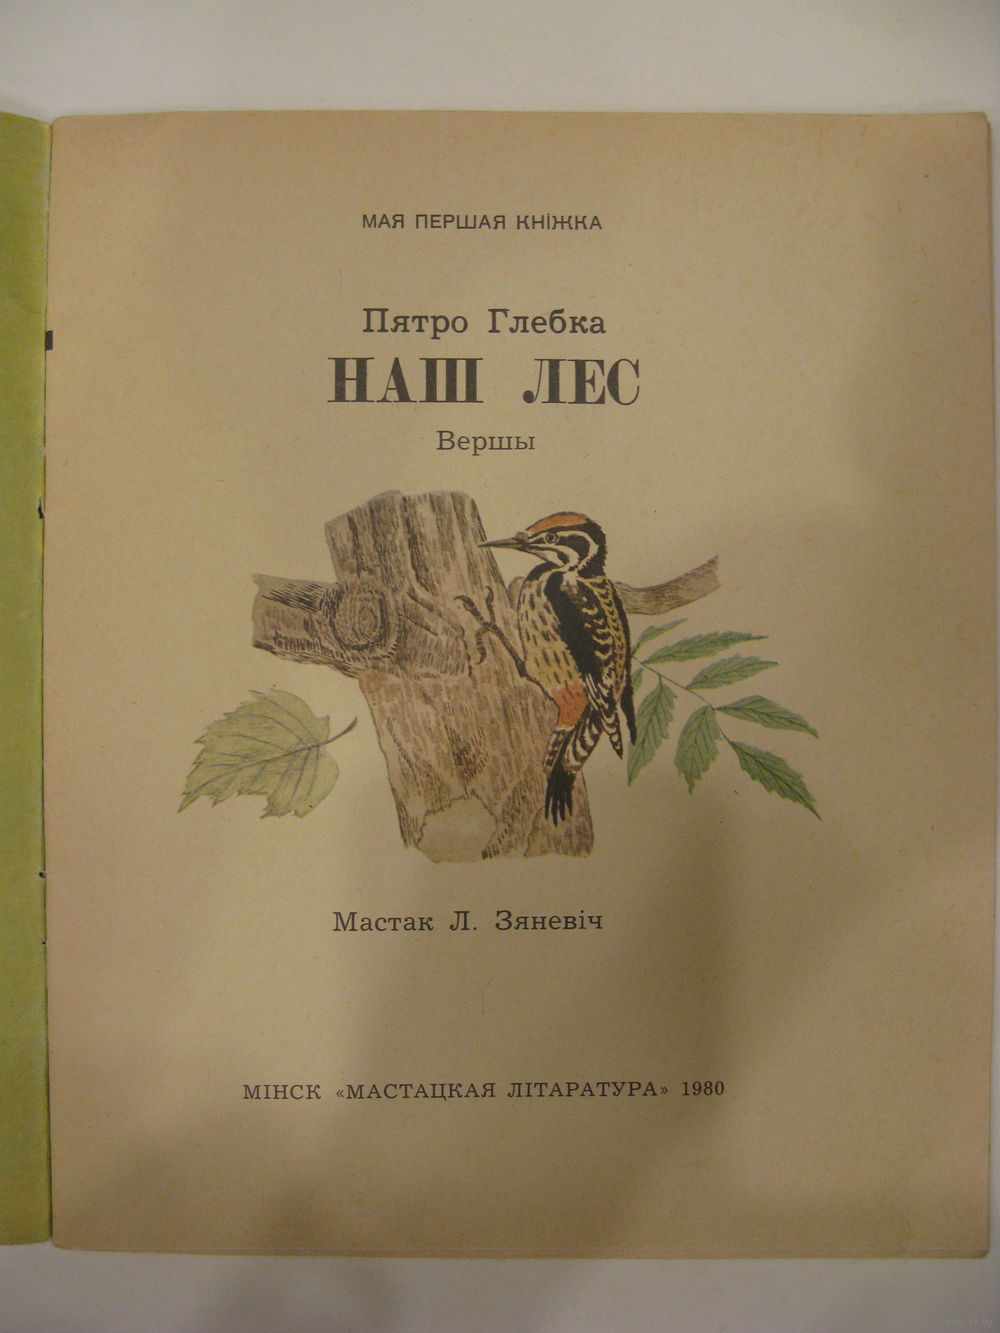 МАЯ ПЕРШАЯ КНІЖКА
Пятро Глебка
НАШ ЛЕС
Вершы
Мастак Л. Зяневіч
МІНСК «МАСТАЦКАЯ ЛІТАРАТУРА» 1980